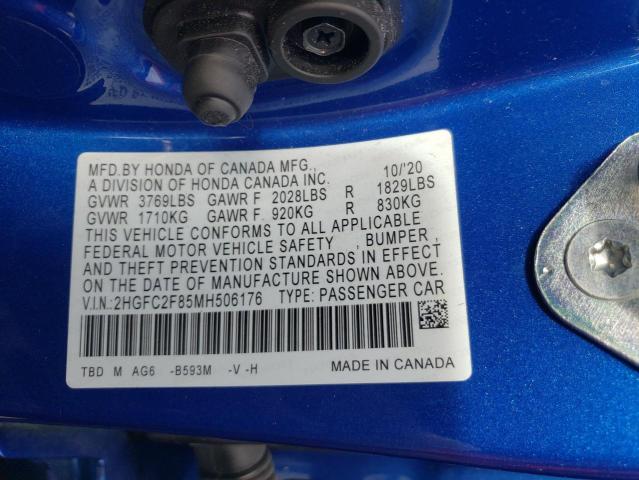 MFD.BY HONDA OF CANADA MFG., 10/'20
A DIVISION OF HONDA CANADA INC.
GVWR 3769LBS GAWR F 2028LBS R 1829LBS
GVWR 1710KG GAWR F. 920KG R 830KG
THIS VEHICLE CONFORMS TO ALL APPLICABLE
FEDERAL MOTOR VEHICLE SAFETY , BUMPER ,
AND THEFT PREVENTION STANDARDS IN EFFECT
ON THE DATE OF MANUFACTURE SHOWN ABOVE.
V.I.N.:2HGFC2F85MH506176 TYPE: PASSENGER CAR
TBD M AG6 -B593M -V -H MADE IN CANADA